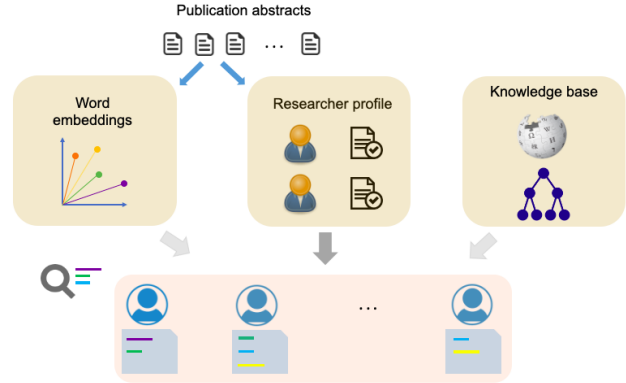 Publication abstracts
...
Word
embeddings
Researcher profile
Knowledge base
...